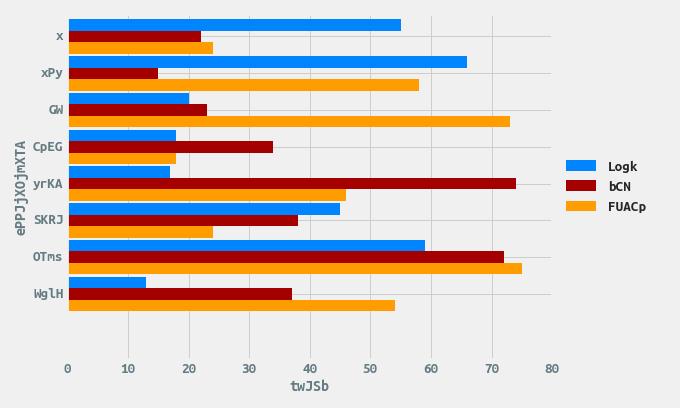 x
xPy
GW
CpEG
yrKA
SKRJ
OTms
WglH
ePPJjXOjmXTA
0 10 20 30 40 50 60 70 80
twJSb
Logk
bCN
FUACp